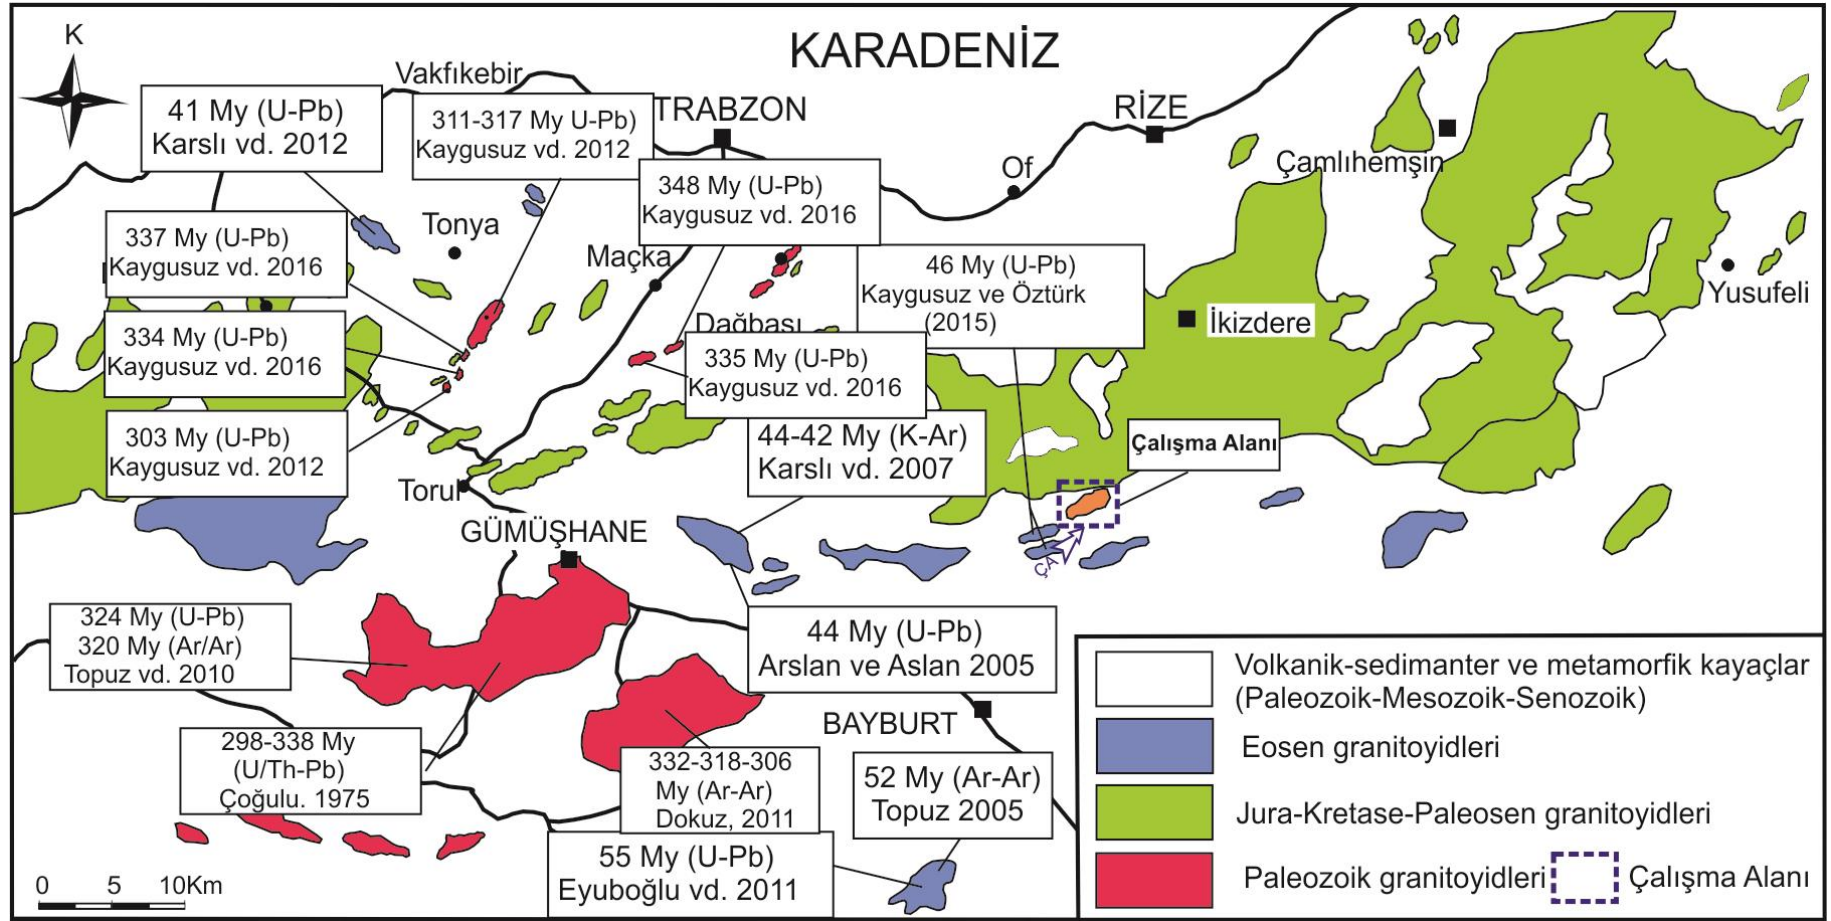 K
KARADENİZ
Vakfıkebir
41 My (U-Pb)
Karslı vd. 2012
311-317 My U-Pb)
Kaygusuz vd. 2012
TRABZON
RİZE
Of
Çamlıhemşin
348 My (U-Pb)
Kaygusuz vd. 2016
337 My (U-Pb)
Kaygusuz vd. 2016
Tonya
Maçka
46 My (U-Pb)
Kaygusuz ve Öztürk
(2015)
Yusufeli
İkizdere
334 My (U-Pb)
Kaygusuz vd. 2016
Dağbaşı
335 My (U-Pb)
Kaygusuz vd. 2016
303 My (U-Pb)
Kaygusuz vd. 2012
44-42 My (K-Ar)
Karslı vd. 2007
Çalışma Alanı
Torul
GÜMÜŞHANE
ÇA
324 My (U-Pb)
320 My (Ar/Ar)
Topuz vd. 2010
44 My (U-Pb)
Arslan ve Aslan 2005
BAYBURT
298-338 My
(U/Th-Pb)
Çoğulu. 1975
332-318-306
My (Ar-Ar)
Dokuz, 2011
52 My (Ar-Ar)
Topuz 2005
55 My (U-Pb)
Eyuboğlu vd. 2011
0 5 10Km
Volkanik-sedimanter ve metamorfik kayaçlar
(Paleozoik-Mesozoik-Senozoik)
Eosen granitoyidleri
Jura-Kretase-Paleosen granitoyidleri
Paleozoik granitoyidleri
Çalışma Alanı